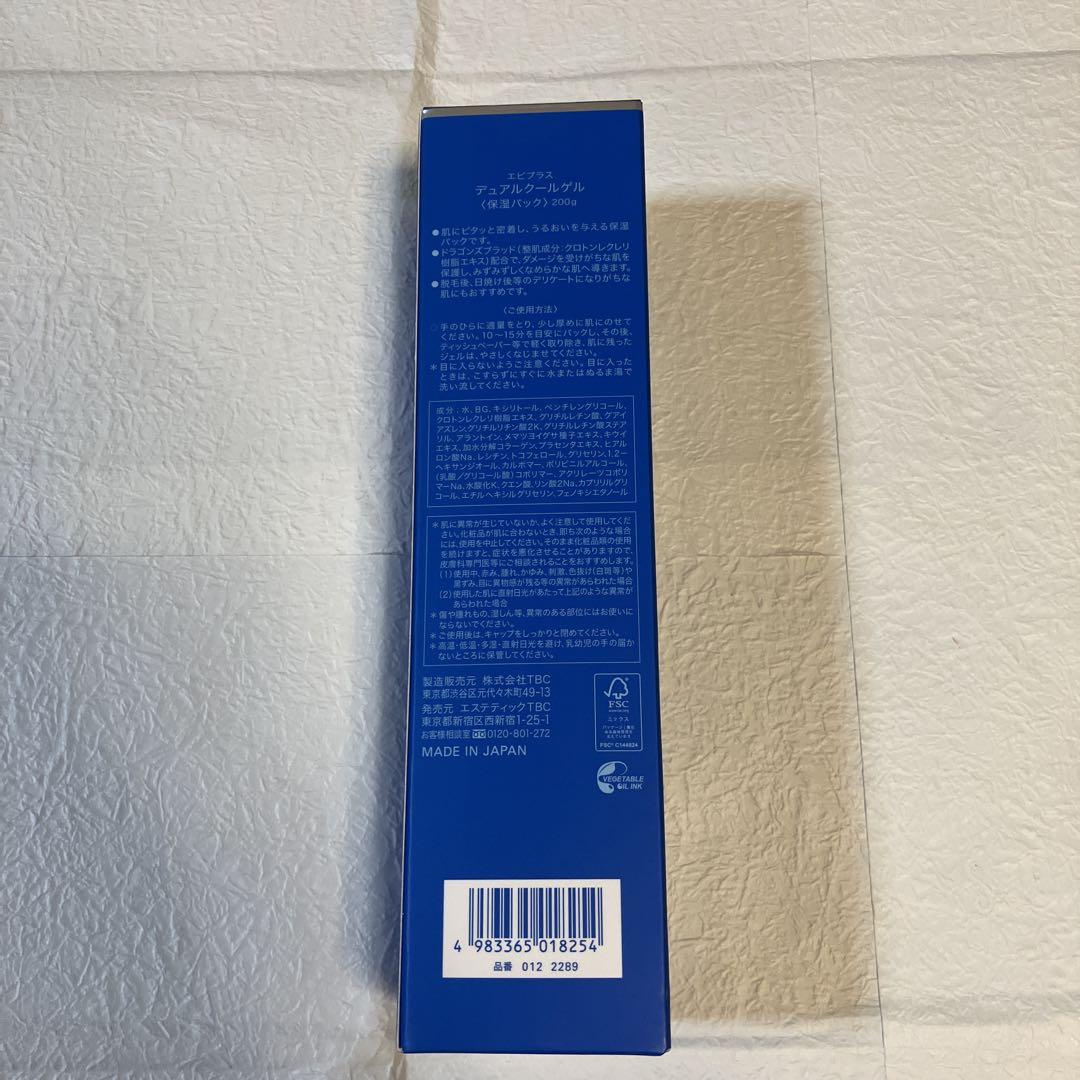 エピプラス
デュアルクールゲル
〈保湿パック〉200g
●肌にピタッと密着し、うるおいを与える保湿
パックです。
●ドラゴンズブラッド(整肌成分:クロトンレクレリ
樹脂エキス)配合で、ダメージを受けがちな肌を
保護し、みずみずしくなめらかな肌へ導きます。
●脱毛後、日焼け後等のデリケートになりがちな
肌にもおすすめです。
〈ご使用方法〉
○手のひらに適量をとり、少し厚めに肌にのせて
ください。10〜15分を目安にパックし、その後、
ティッシュペーパー等で軽く取り除き、肌に残った
ジェルは、やさしくなじませてください。
＊目に入らないようご注意ください。目に入った
ときは、こすらずにすぐに水またはぬるま湯で
洗い流してください。
成分:水、BG、キシリトール、ペンチレングリコール、
クロトンレクレリ樹脂エキス、グリチルレチン酸、グアイ
アズレン、グリチルリチン酸2K、グリチルレチン酸ステア
リル、アラントイン、メマツヨイグサ種子エキス、キウイ
エキス、加水分解コラーゲン、プラセンタエキス、ヒアル
ロン酸Na、レシチン、トコフェロール、グリセリン、1,2-
ヘキサンジオール、カルボマー、ポリビニルアルコール、
(乳酸/グリコール酸)コポリマー、アクリレーツコポリ
マーNa、水酸化K、クエン酸、リン酸2Na、カプリリルグリ
コール、エチルヘキシルグリセリン、フェノキシエタノール
＊肌に異常が生じていないか、よく注意して使用してくだ
さい。化粧品が肌に合わないとき、即ち次のような場合
には、使用を中止してください。そのまま化粧品類の使用
を続けますと、症状を悪化させることがありますので、
皮膚科専門医等にご相談されることをおすすめします。
(1)使用中、赤み、腫れ、かゆみ、刺激、色抜け(白斑等)や
黒ずみ、目に異物感が残る等の異常があらわれた場合
(2)使用した肌に直射日光があたって上記のような異常が
あらわれた場合
＊傷や腫れもの、湿しん等、異常のある部位にはお使いに
ならないでください。
＊ご使用後は、キャップをしっかりと閉めてください。
＊高温・低温・多湿・直射日光を避け、乳幼児の手の届か
ないところに保管してください。
製造販売元 株式会社TBC
東京都渋谷区元代々木町49-13
発売元 エステティックTBC
東京都新宿区西新宿1-25-1
お客様相談室 0120-801-272
MADE IN JAPAN
FSC
www.fsc.org
ミックス
FSC® C144824
VEGETABLE
OIL INK
4 983365 018254
品番 012 2289